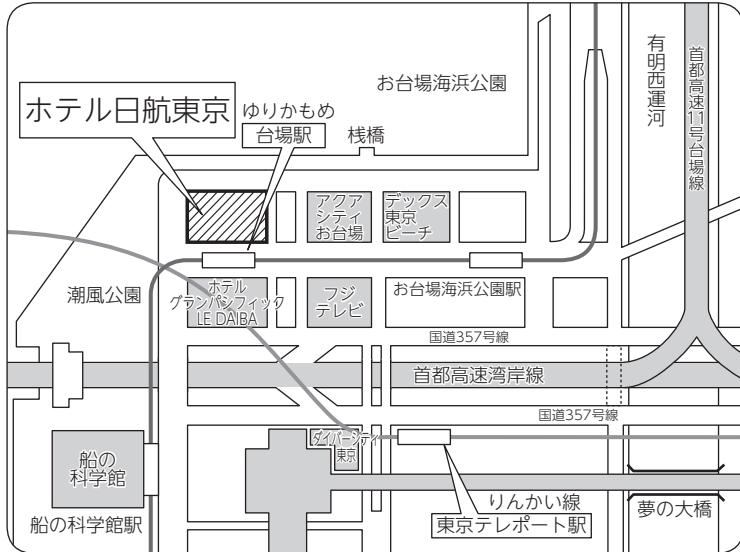 お台場海浜公園
有明西運河
首都高速11号台場線
ホテル日航東京
ゆりかもめ
台場駅
桟橋
アクア
シティ
お台場
デックス
東京
ビーチ
潮風公園
ホテル
グランパシフィック
LE DAIBA
フジ
テレビ
お台場海浜公園駅
国道357号線
首都高速湾岸線
国道357号線
ダイバーシティ
東京
船の
科学館
船の科学館駅
りんかい線
東京テレポート駅
夢の大橋